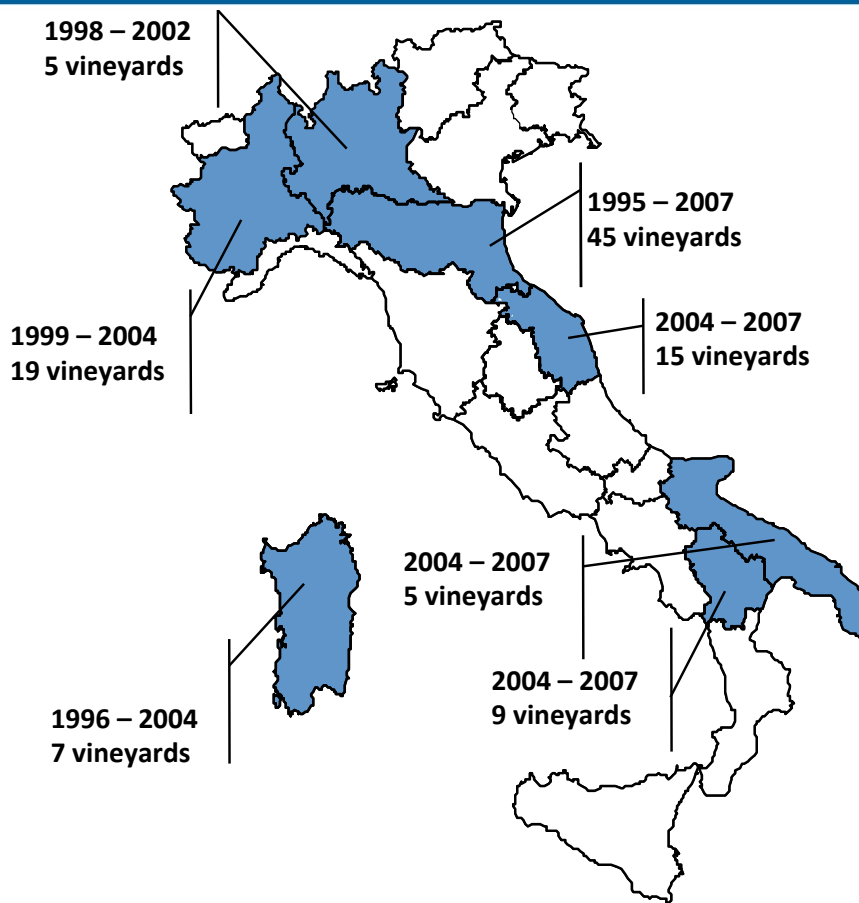 1998 – 2002
5 vineyards
1995 – 2007
45 vineyards
1999 – 2004
19 vineyards
2004 – 2007
15 vineyards
2004 – 2007
5 vineyards
2004 – 2007
9 vineyards
1996 – 2004
7 vineyards